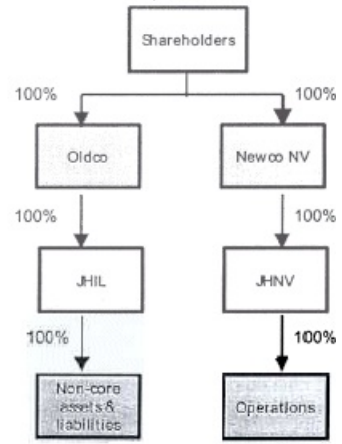 Shareholders
100%
100%
Oldco
Newco NV
100%
100%
JHIL
JHNV
100%
100%
Non-core
assets &
liabilities
Operations